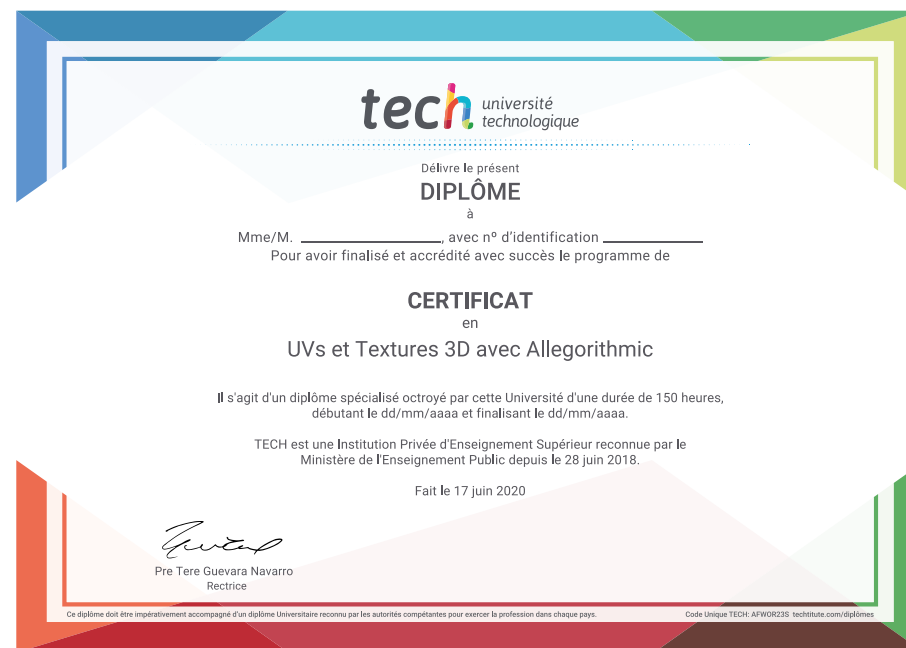 tech université
technologique
Délivre le présent
DIPLÔME
à
Mme/M. ____________________, avec nº d'identification ______________
Pour avoir finalisé et accrédité avec succès le programme de
CERTIFICAT
en
UVs et Textures 3D avec Allegorithmic
Il s'agit d'un diplôme spécialisé octroyé par cette Université d'une durée de 150 heures,
débutant le dd/mm/aaaa et finalisant le dd/mm/aaaa.
TECH est une Institution Privée d'Enseignement Supérieur reconnue par le
Ministère de l'Enseignement Public depuis le 28 juin 2018.
Fait le 17 juin 2020
Pre Tere Guevara Navarro
Rectrice
Ce diplôme doit être impérativement accompagné d'un diplôme Universitaire reconnu par les autorités compétentes pour exercer la profession dans chaque pays.
Code Unique TECH: AFWOR23S techtitute.com/diplômes